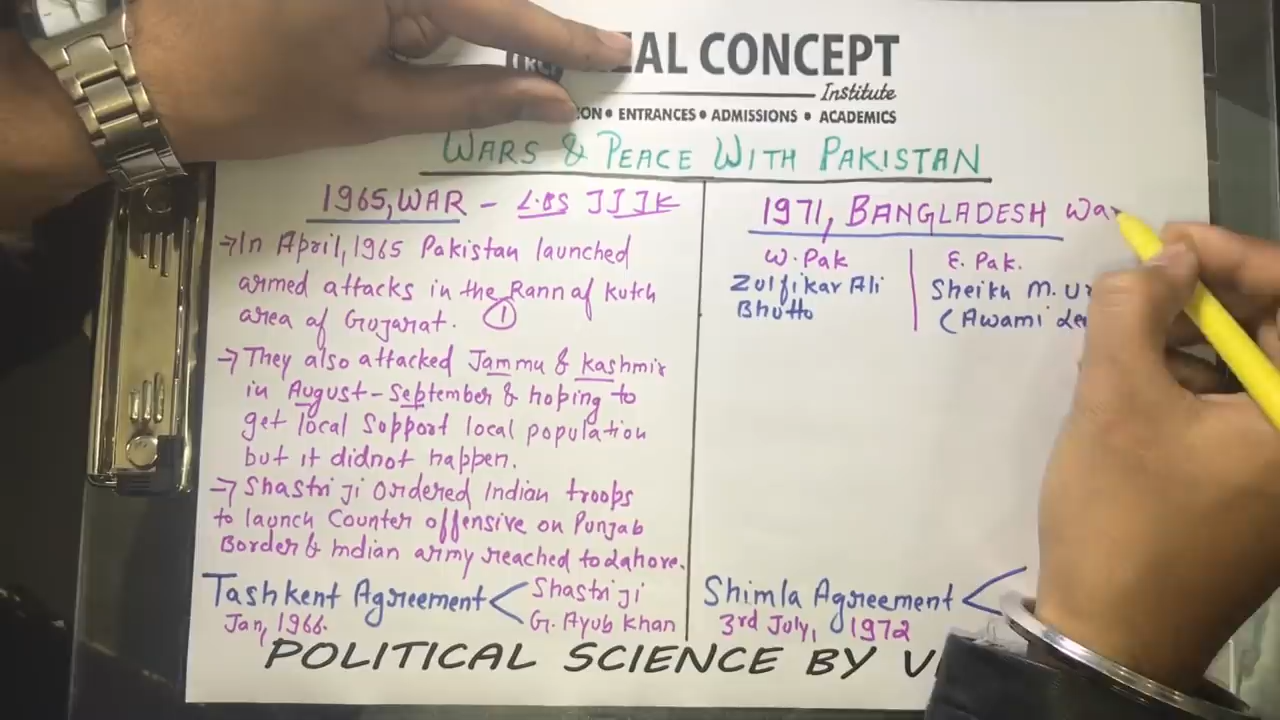 EAL CONCEPT
Institute
ON • ENTRANCES • ADMISSIONS • ACADEMICS
WARS & PEACE WITH PAKISTAN
1965, WAR - L.BS JJJK
→ In April, 1965 Pakistan launched
armed attacks in the Rann of Kutch
area of Gujarat. 1
→ They also attacked Jammu & Kashmir
in August - September & hoping to
get local Support local population
but it didnot happen.
→ Shastri Ji Ordered Indian troops
to launch Counter offensive on Punjab
Border & Indian army reached to Lahore.
Tashkent Agreement < Shastri ji
Jan, 1966. G. Ayub Khan
1971, BANGLADESH Wa
W. Pak
Zulfikar Ali
Bhutto
E. Pak.
Sheikh M.
(Awami
Shimla Agreement <
3rd July, 1972
POLITICAL SCIENCE BY